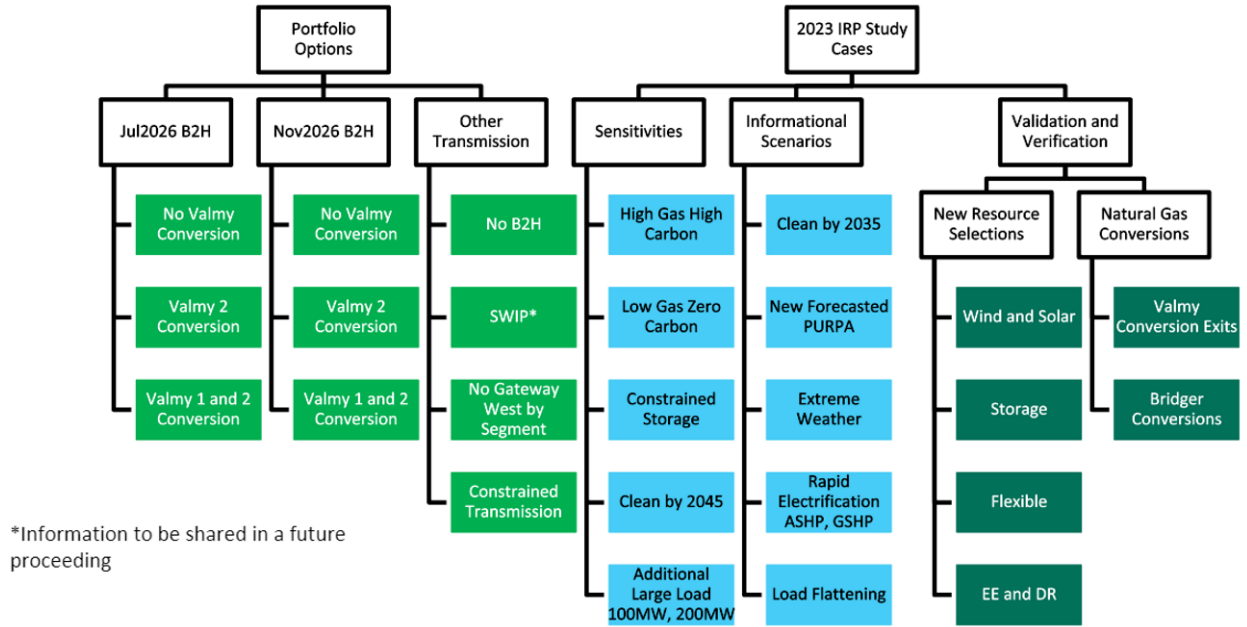 Portfolio
Options
2023 IRP Study
Cases
Jul2026 B2H
Nov2026 B2H
Other
Transmission
Sensitivities
Informational
Scenarios
Validation and
Verification
No Valmy
Conversion
Valmy 2
Conversion
Valmy 1 and 2
Conversion
No Valmy
Conversion
Valmy 2
Conversion
Valmy 1 and 2
Conversion
No B2H
SWIP*
No Gateway
West by
Segment
Constrained
Transmission
High Gas High
Carbon
Low Gas Zero
Carbon
Constrained
Storage
Clean by 2045
Additional
Large Load
100MW, 200MW
Clean by 2035
New Forecasted
PURPA
Extreme
Weather
Rapid
Electrification
ASHP, GSHP
Load Flattening
New Resource
Selections
Wind and Solar
Storage
Flexible
EE and DR
Natural Gas
Conversions
Valmy
Conversion Exits
Bridger
Conversions
*Information to be shared in a future
proceeding